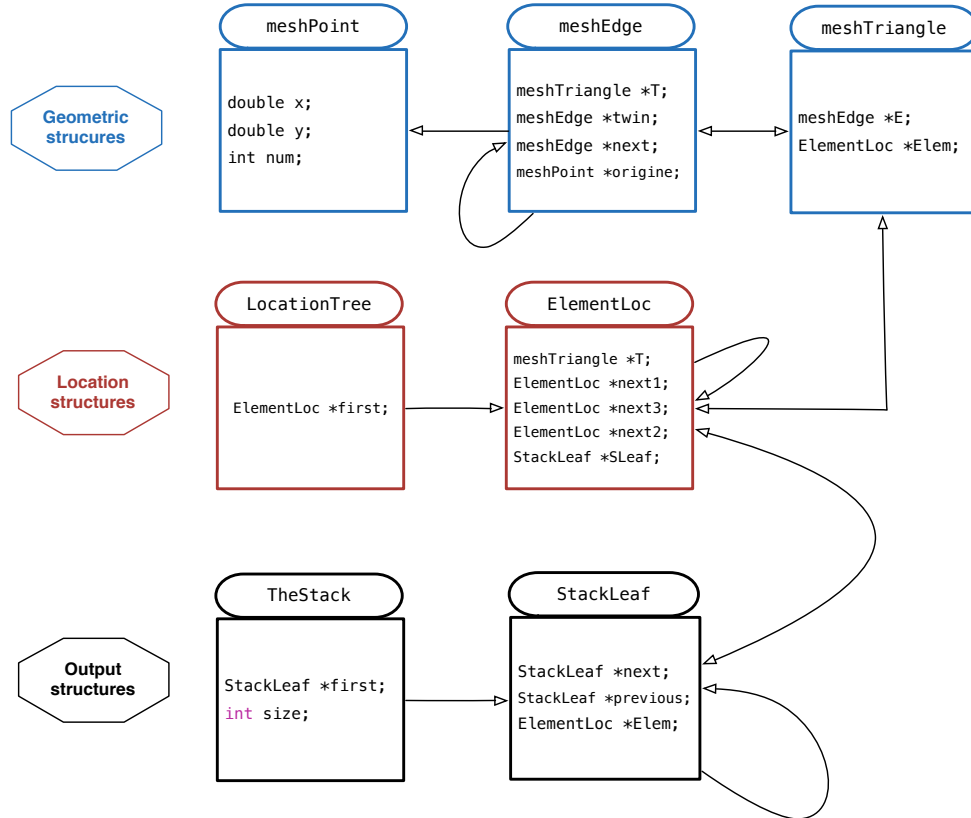 meshPoint
meshEdge
meshTriangle
Geometric
strucures
double x;
double y;
int num;
meshTriangle *T;
meshEdge *twin;
meshEdge *next;
meshPoint *origine;
meshEdge *E;
ElementLoc *Elem;
LocationTree
ElementLoc
Location
structures
ElementLoc *first;
meshTriangle *T;
ElementLoc *next1;
ElementLoc *next3;
ElementLoc *next2;
StackLeaf *SLeaf;
TheStack
StackLeaf
Output
structures
StackLeaf *first;
int size;
StackLeaf *next;
StackLeaf *previous;
ElementLoc *Elem;